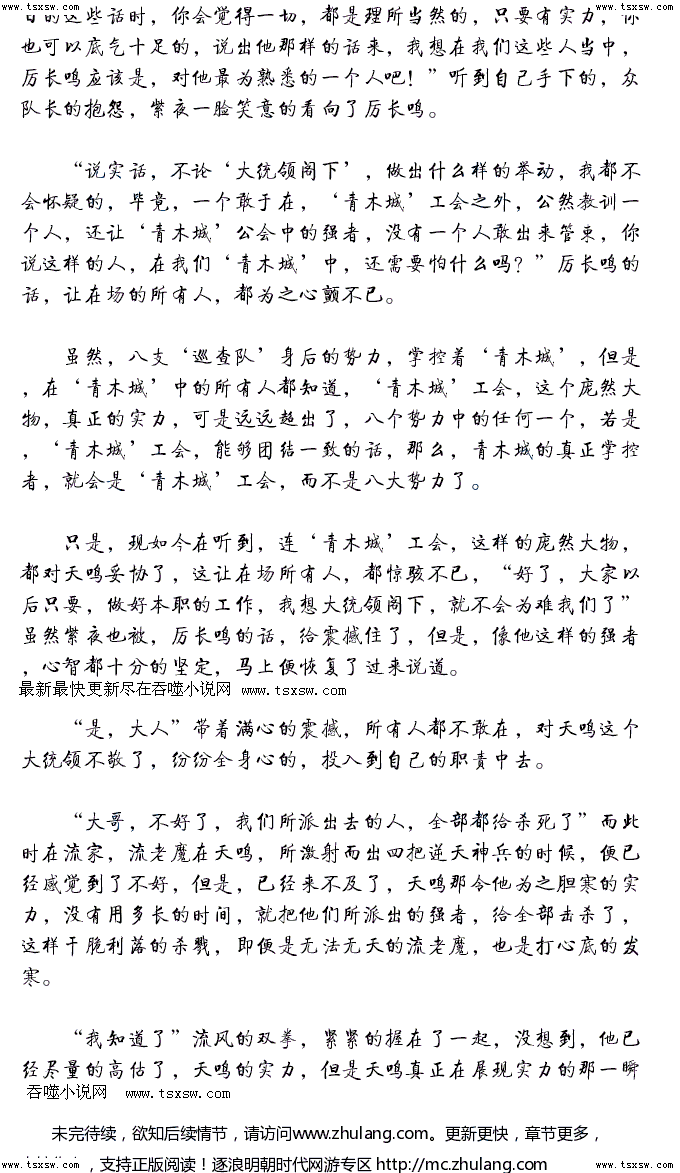 www.tsxsw.com www.tsxsw.com www.tsxsw.com www.tsxsw.com
日的这些话时，你会觉得一切，都是理所当然的，只要有实力，你
也可以底气十足的，说出他那样的话来，我想在我们这些人当中，
厉长鸣应该是，对他最为熟悉的一个人吧！”听到自己手下的，众
队长的抱怨，紫夜一脸笑意的看向了厉长鸣。
“说实话，不论‘大统领阁下’，做出什么样的举动，我都不
会怀疑的，毕竟，一个敢于在，‘青木城’工会之外，公然教训一
个人，还让‘青木城’公会中的强者，没有一个人敢出来管束，你
说这样的人，在我们‘青木城’中，还需要怕什么吗？”厉长鸣的
话，让在场的所有人，都为之心颤不已。
虽然，八支‘巡查队’身后的势力，掌控着‘青木城’，但是
，在‘青木城’中的所有人都知道，‘青木城’工会，这个庞然大
物，真正的实力，可是远远超出了，八个势力中的任何一个，若是
，‘青木城’工会，能够团结一致的话，那么，青木城的真正掌控
者，就会是‘青木城’工会，而不是八大势力了。
只是，现如今在听到，连‘青木城’工会，这样的庞然大物，
都对天鸣妥协了，这让在场所有人，都惊骇不已，“好了，大家以
后只要，做好本职的工作，我想大统领阁下，就不会为难我们了”
虽然紫夜也被，厉长鸣的话，给震撼住了，但是，像他这样的强者
，心智都十分的坚定，马上便恢复了过来说道。
最新最快更新尽在吞噬小说网 www.tsxsw.com
“是，大人”带着满心的震撼，所有人都不敢在，对天鸣这个
大统领不敬了，纷纷全身心的，投入到自己的职责中去。
“大哥，不好了，我们所派出去的人，全部都给杀死了”而此
时在流家，流老魔在天鸣，所激射而出四把逆天神兵的时候，便已
经感觉到了不好，但是，已经来不及了，天鸣那令他为之胆寒的实
力，没有用多长的时间，就把他们所派出的强者，给全部击杀了，
这样干脆利落的杀戮，即便是无法无天的流老魔，也是打心底的发
寒。
“我知道了”流风的双拳，紧紧的握在了一起，没想到，他已
经尽量的高估了，天鸣的实力，但是天鸣真正在展现实力的那一瞬
吞噬小说网 www.tsxsw.com
未完待续，欲知后续情节，请访问www.zhulang.com。更新更快，章节更多，
，支持正版阅读！逐浪明朝时代网游专区 http://mc.zhulang.com
www.tsxsw.com www.tsxsw.com www.tsxsw.com www.tsxsw.com